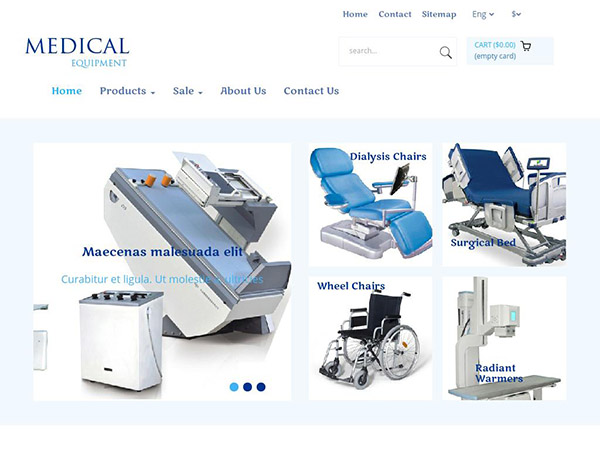 Home Contact Sitemap Eng $
MEDICAL
EQUIPMENT
search...
CART ($0.00)
(empty card)
Home Products Sale About Us Contact Us
Maecenas malesuada elit
Curabitur et ligula. Ut molestie ultricies
Dialysis Chairs
Surgical Bed
Wheel Chairs
Radiant
Warmers